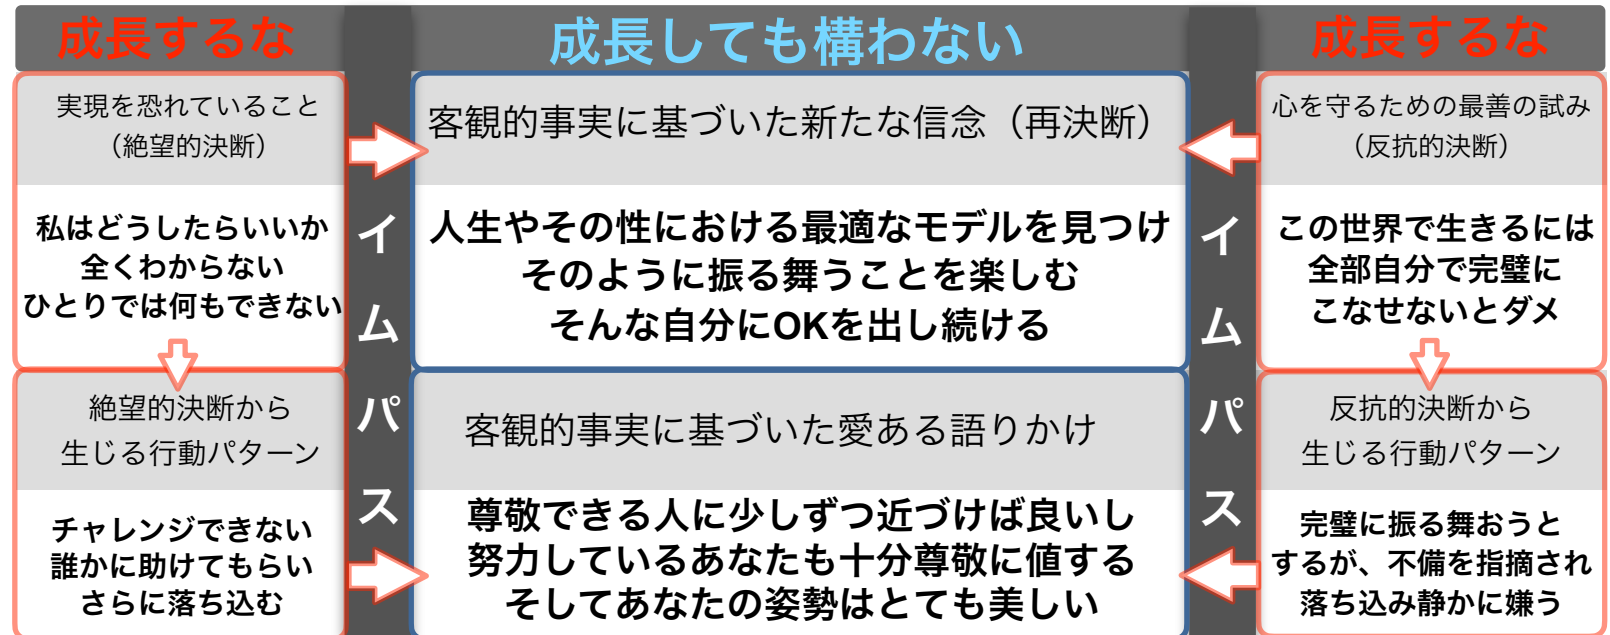 成長するな
成長しても構わない
成長するな
実現を恐れていること
（絶望的決断）
私はどうしたらいいか
全くわからない
ひとりでは何もできない
絶望的決断から
生じる行動パターン
チャレンジできない
誰かに助けてもらい
さらに落ち込む
イムパス
客観的事実に基づいた新たな信念（再決断）
人生やその性における最適なモデルを見つけ
そのように振る舞うことを楽しむ
そんな自分にOKを出し続ける
客観的事実に基づいた愛ある語りかけ
尊敬できる人に少しずつ近づけば良いし
努力しているあなたも十分尊敬に値する
そしてあなたの姿勢はとても美しい
イムパス
心を守るための最善の試み
（反抗的決断）
この世界で生きるには
全部自分で完璧に
こなせないとダメ
反抗的決断から
生じる行動パターン
完璧に振る舞おうと
するが、不備を指摘され
落ち込み静かに嫌う